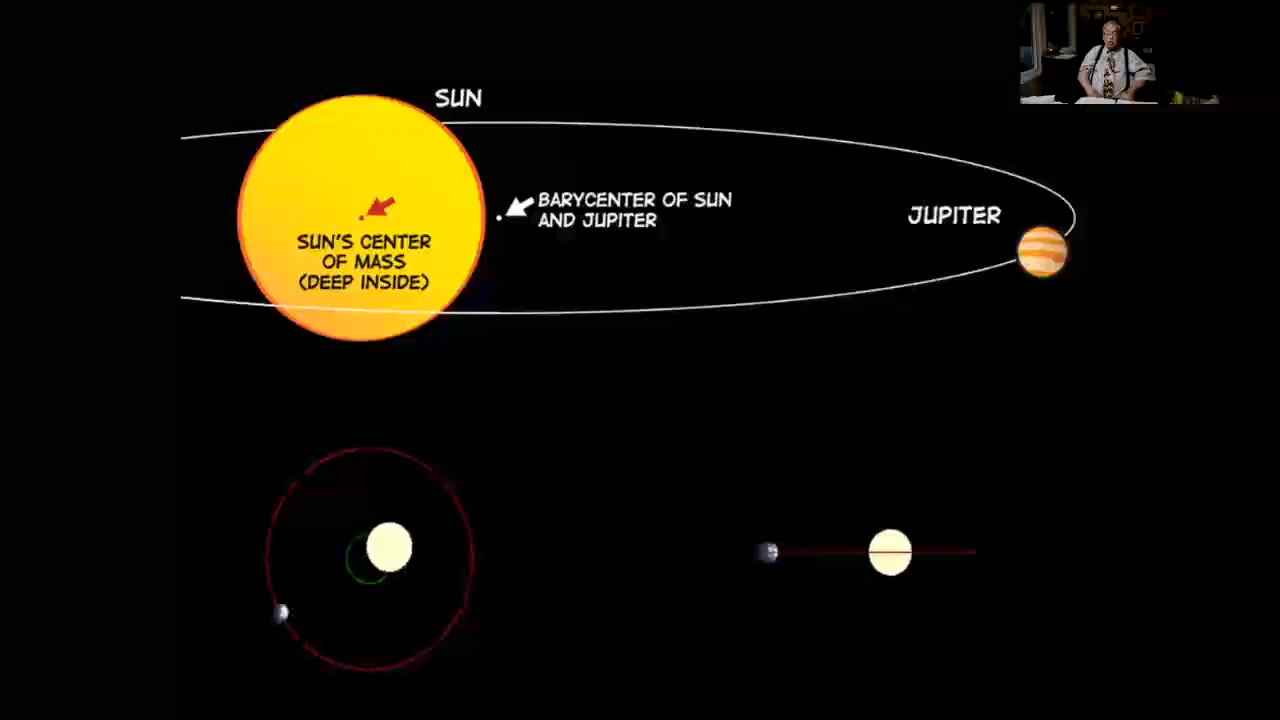 SUN
BARYCENTER OF SUN
AND JUPITER
JUPITER
SUN'S CENTER
OF MASS
(DEEP INSIDE)